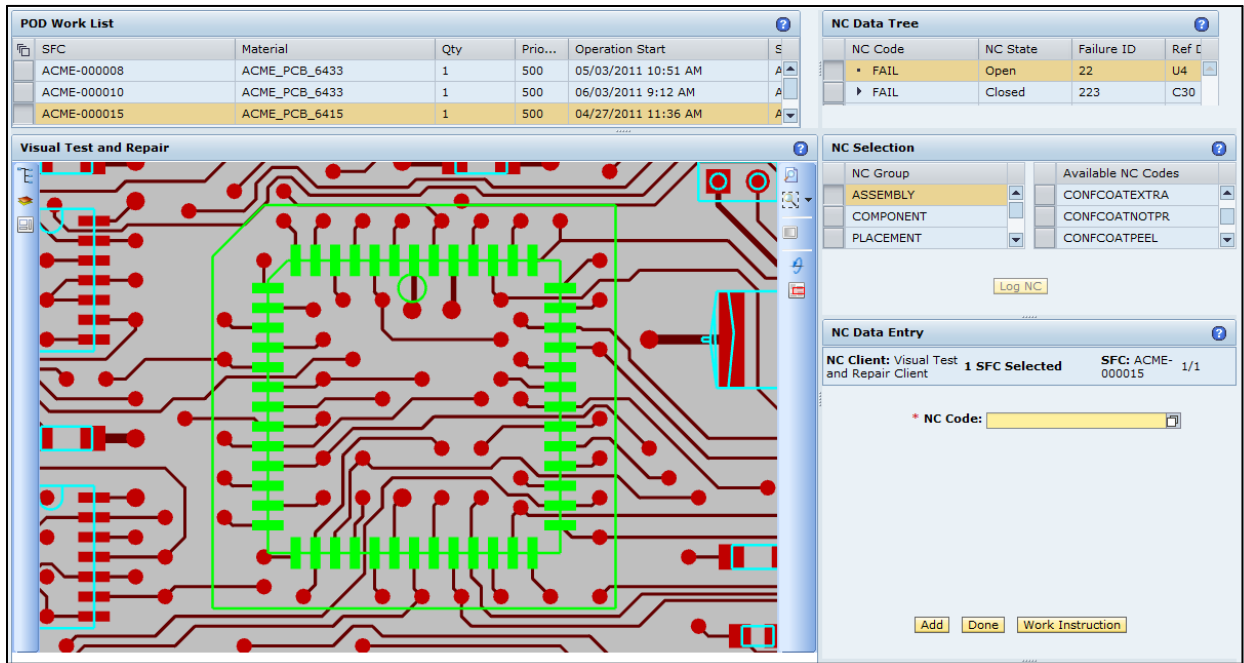 POD Work List
SFC Material Qty Prio... Operation Start S
ACME-000008 ACME_PCB_6433 1 500 05/03/2011 10:51 AM A
ACME-000010 ACME_PCB_6433 1 500 06/03/2011 9:12 AM A
ACME-000015 ACME_PCB_6415 1 500 04/27/2011 11:36 AM A
NC Data Tree
NC Code NC State Failure ID Ref D
FAIL Open 22 U4
FAIL Closed 223 C30
Visual Test and Repair
NC Selection
NC Group Available NC Codes
ASSEMBLY CONFCOATEXTRA
COMPONENT CONFCOATNOTPR
PLACEMENT CONFCOATPEEL
Log NC
NC Data Entry
NC Client: Visual Test and Repair Client 1 SFC Selected SFC: ACME-000015 1/1
* NC Code:
Add Done Work Instruction